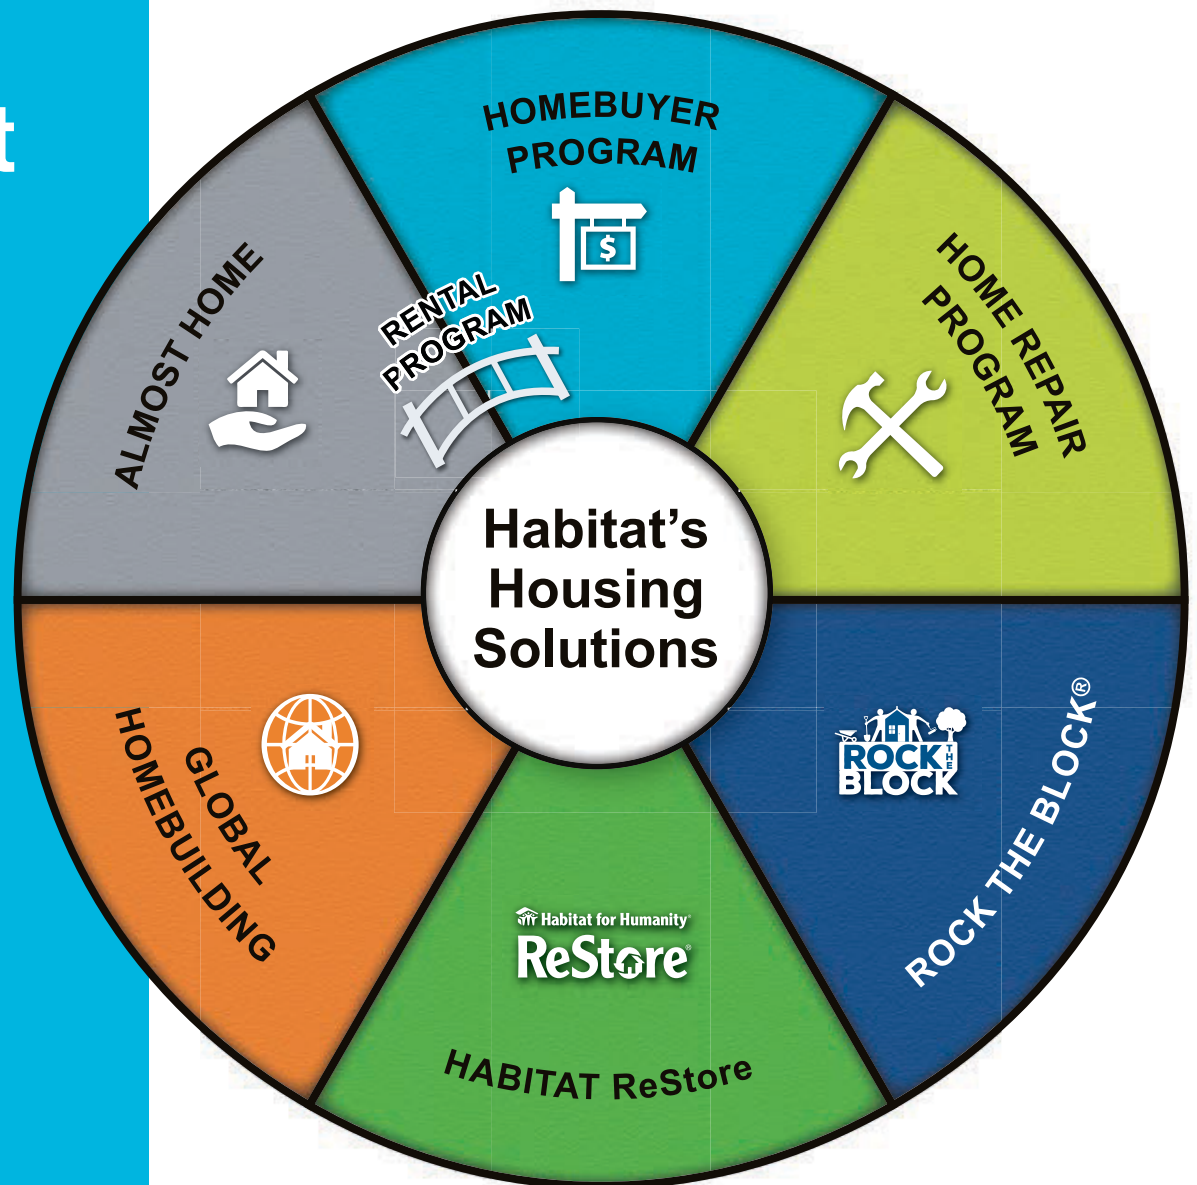 t
HOMEBUYER
PROGRAM
$
HOME REPAIR
PROGRAM
ALMOST HOME
RENTAL
PROGRAM
Habitat's
Housing
Solutions
ROCK THE
BLOCK
ROCK THE BLOCK®
GLOBAL
HOMEBUILDING
Habitat for Humanity®
ReStore®
HABITAT ReStore